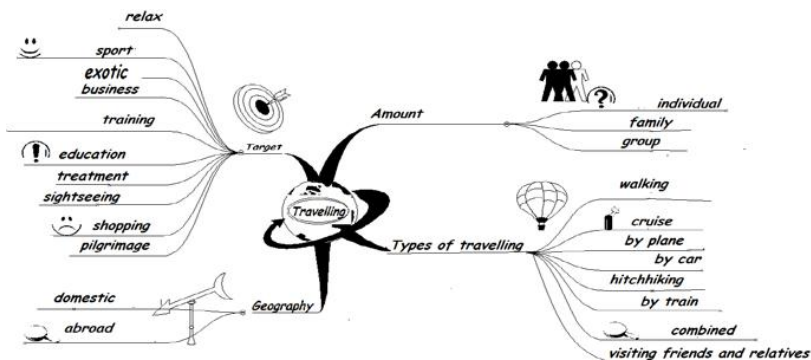 relax
sport
exotic
business
training
education
treatment
sightseeing
shopping
pilgrimage
Target
Amount
individual
family
group
Travelling
Types of travelling
walking
cruise
by plane
by car
hitchhiking
by train
combined
visiting friends and relatives
Geography
domestic
abroad